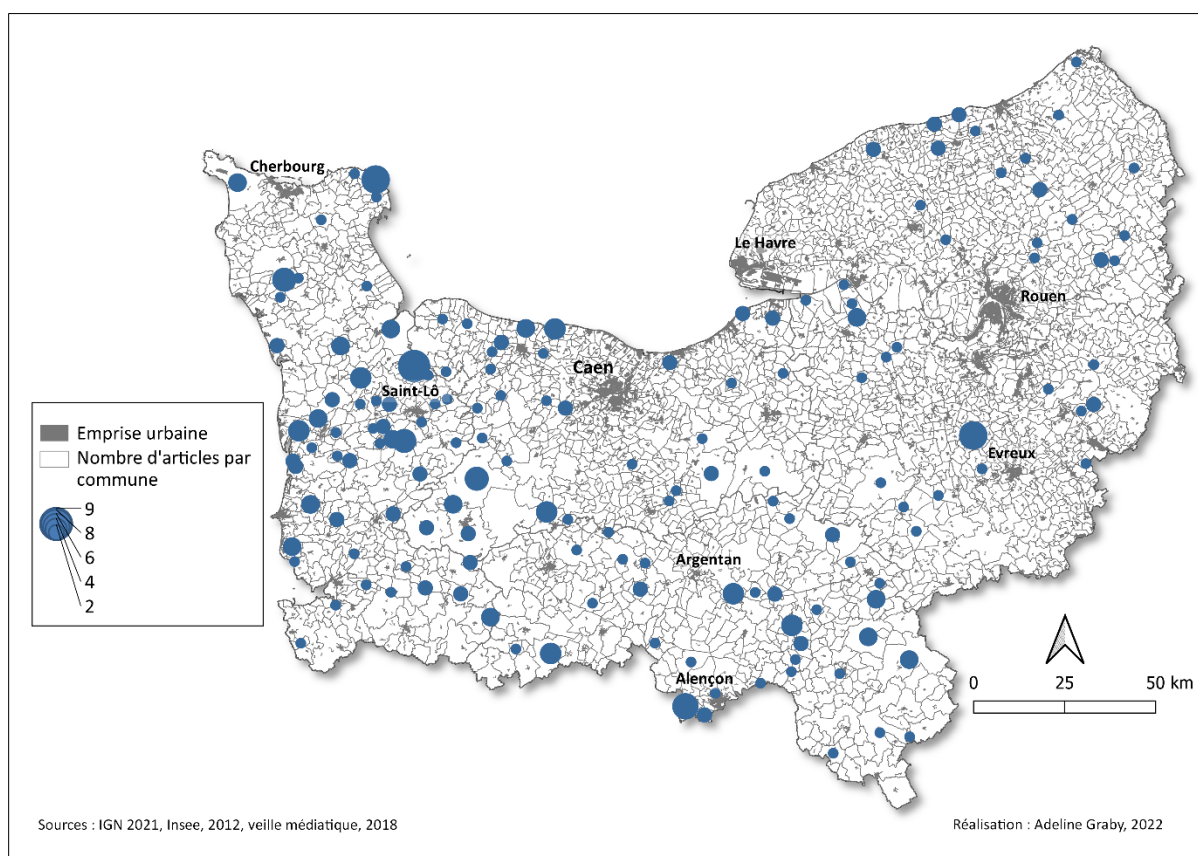 Cherbourg
Le Havre
Rouen
Caen
Saint-Lô
Evreux
Argentan
Alençon
Emprise urbaine
Nombre d'articles par
commune
9
8
6
4
2
0 25 50 km
Sources : IGN 2021, Insee, 2012, veille médiatique, 2018
Réalisation : Adeline Graby, 2022